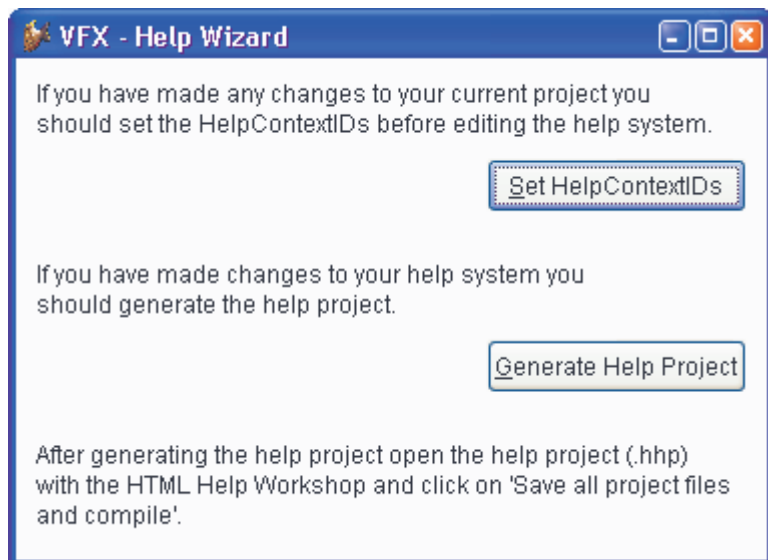 VFX - Help Wizard
If you have made any changes to your current project you
should set the HelpContextIDs before editing the help system.
Set HelpContextIDs
If you have made changes to your help system you
should generate the help project.
Generate Help Project
After generating the help project open the help project (.hhp)
with the HTML Help Workshop and click on 'Save all project files
and compile'.